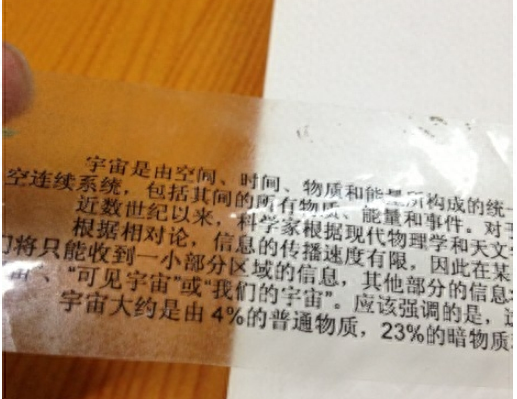 宇宙是由空间、时间、物质和能量所构成的统一
空连续系统，包括其间的所有物质、能量和事件。对于
近数世纪以来，科学家根据现代物理学和天文学
根据相对论，信息的传播速度有限，因此在某
们将只能收到一小部分区域的信息，其他部分的信息
宙”、“可见宇宙”或“我们的宇宙”。应该强调的是，这
宇宙大约是由4%的普通物质，23%的暗物质